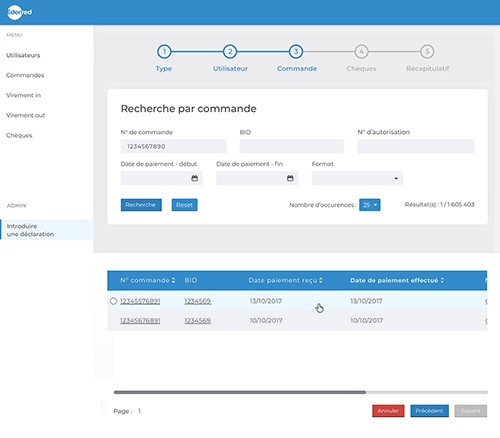 Edenred
MENU
Utilisateurs
Commandes
Virement in
Virement out
Chèques
ADMIN
Introduire
une déclaration
1 2 3 4 5
Type Utilisateur Commande Chèques Récapitulatif
Recherche par commande
N° de commande BID N° d'autorisation
1234567890
Date de paiement - début Date de paiement - fin Format
Recherche Reset Nombre d'occurences : 25 Résultat(s) : 1 / 1 605 403
N° commande BID Date paiement reçu Date de paiement effectué
12345576891 1234569 13/10/2017 13/10/2017
12345676891 1234569 10/10/2017 10/10/2017
Page : 1 Annuler Précédent Suivant